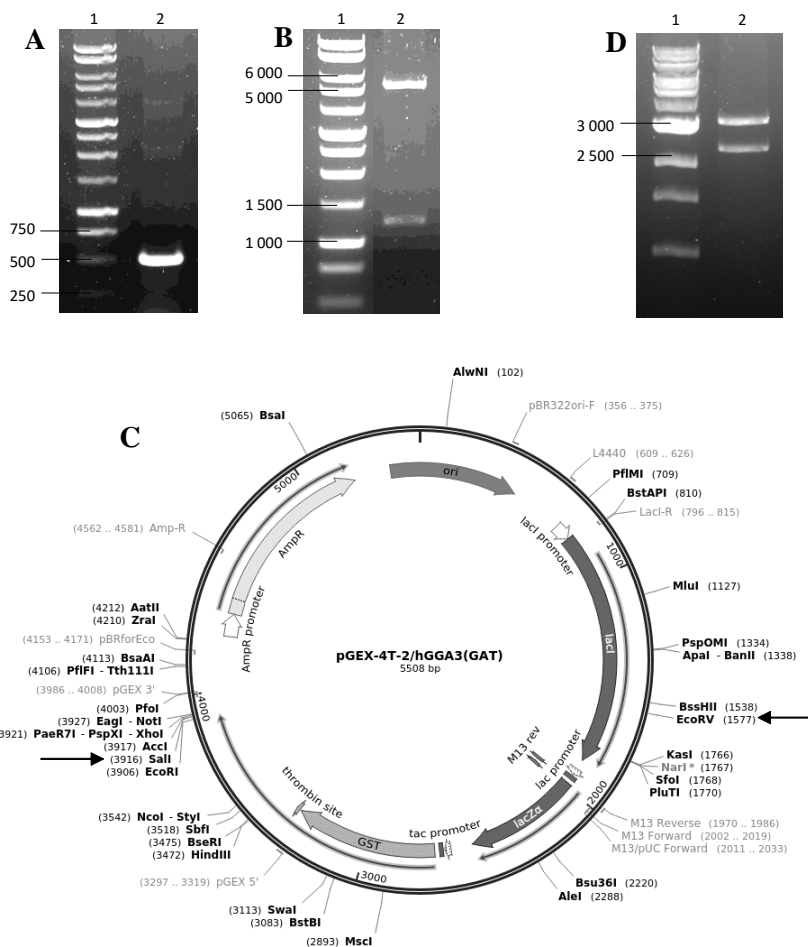 A
1 2
750
500
250
B
1 2
6 000
5 000
1 500
1 000
D
1 2
3 000
2 500
C
AlwNI (102)
pBR322ori-F (356 .. 375)
L4440 (609 .. 626)
PflMI (709)
BstAPI (810)
LacI-R (796 .. 815)
MluI (1127)
PspOMI (1334)
ApaI - BanII (1338)
BssHII (1538)
EcoRV (1577)
KasI (1766)
NarI * (1767)
SfoI (1768)
PluTI (1770)
M13 Reverse (1970 .. 1986)
M13 Forward (2002 .. 2019)
M13/pUC Forward (2011 .. 2033)
Bsu36I (2220)
AleI (2288)
(2893) MscI
(3083) BstBI
(3113) SwaI
(3297 .. 3319) pGEX 5'
(3472) HindIII
(3475) BseRI
(3518) SbfI
(3542) NcoI - StyI
(3906) EcoRI
(3916) SalI
(3917) AccI
3921) PaeR7I - PspXI - XhoI
(3927) EagI - NotI
(4003) PfoI
(3986 .. 4008) pGEX 3'
(4106) PflFI - Tth111I
(4113) BsaAI
(4153 .. 4171) pBRforEco
(4210) ZraI
(4212) AatII
(4562 .. 4581) Amp-R
(5065) BsaI
ori
lacI promoter
lacI
lac promoter
M13 rev
lacZα
tac promoter
GST
thrombin site
AmpR promoter
AmpR
1000
2000
3000
4000
5000
pGEX-4T-2/hGGA3(GAT)
5508 bp